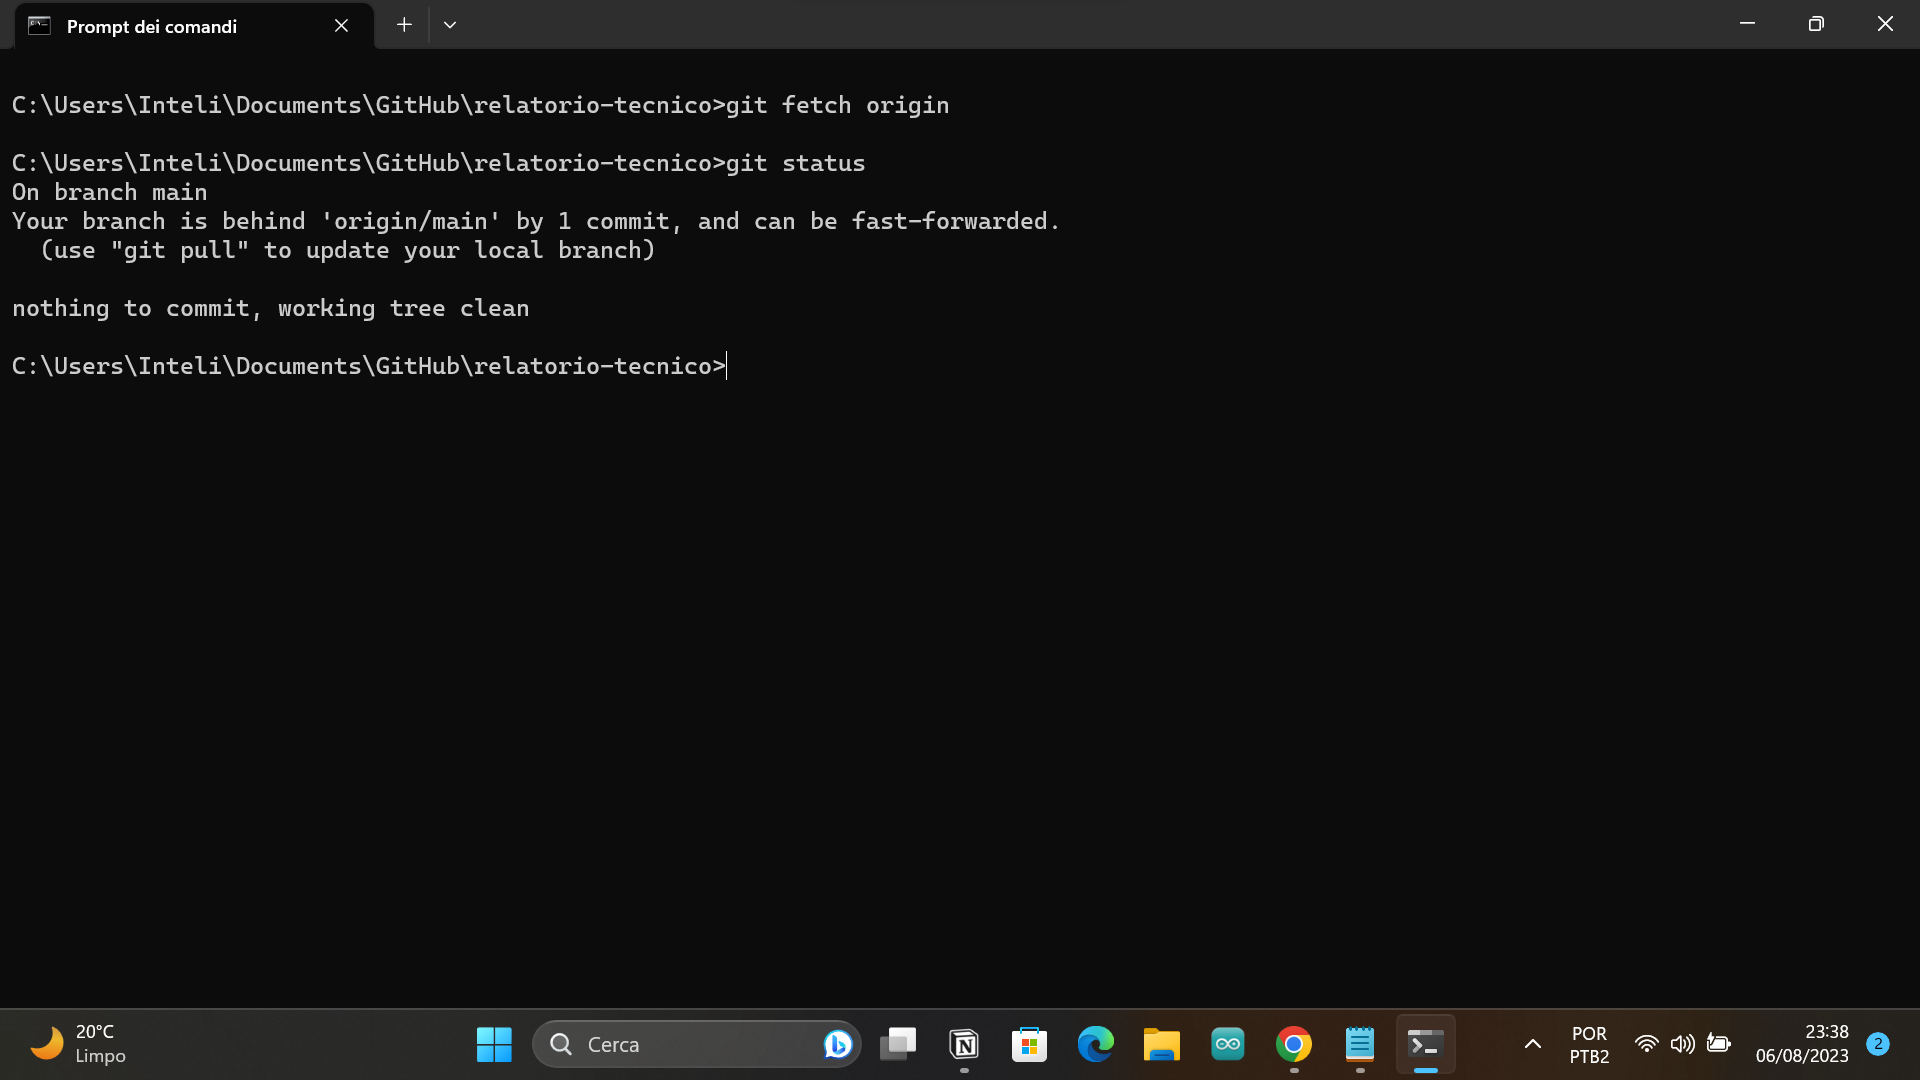 Prompt dei comandi
C:\Users\Inteli\Documents\GitHub\relatorio-tecnico>git fetch origin
C:\Users\Inteli\Documents\GitHub\relatorio-tecnico>git status
On branch main
Your branch is behind 'origin/main' by 1 commit, and can be fast-forwarded.
  (use "git pull" to update your local branch)
nothing to commit, working tree clean
C:\Users\Inteli\Documents\GitHub\relatorio-tecnico>
20°C
Limpo
Cerca
POR
PTB2
23:38
06/08/2023
2